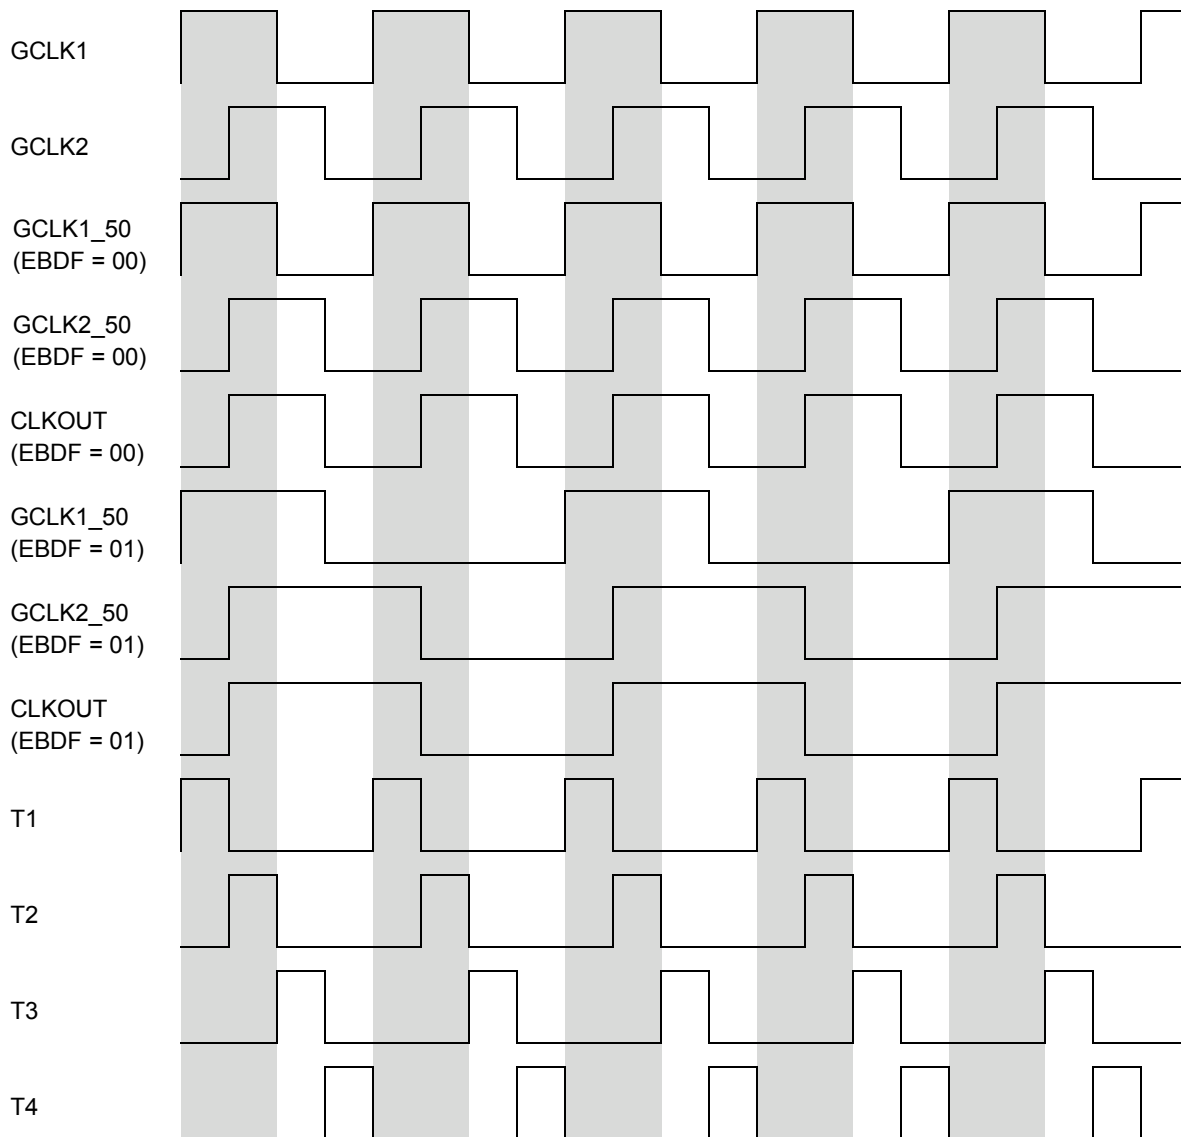 GCLK1
GCLK2
GCLK1_50
(EBDF = 00)
GCLK2_50
(EBDF = 00)
CLKOUT
(EBDF = 00)
GCLK1_50
(EBDF = 01)
GCLK2_50
(EBDF = 01)
CLKOUT
(EBDF = 01)
T1
T2
T3
T4